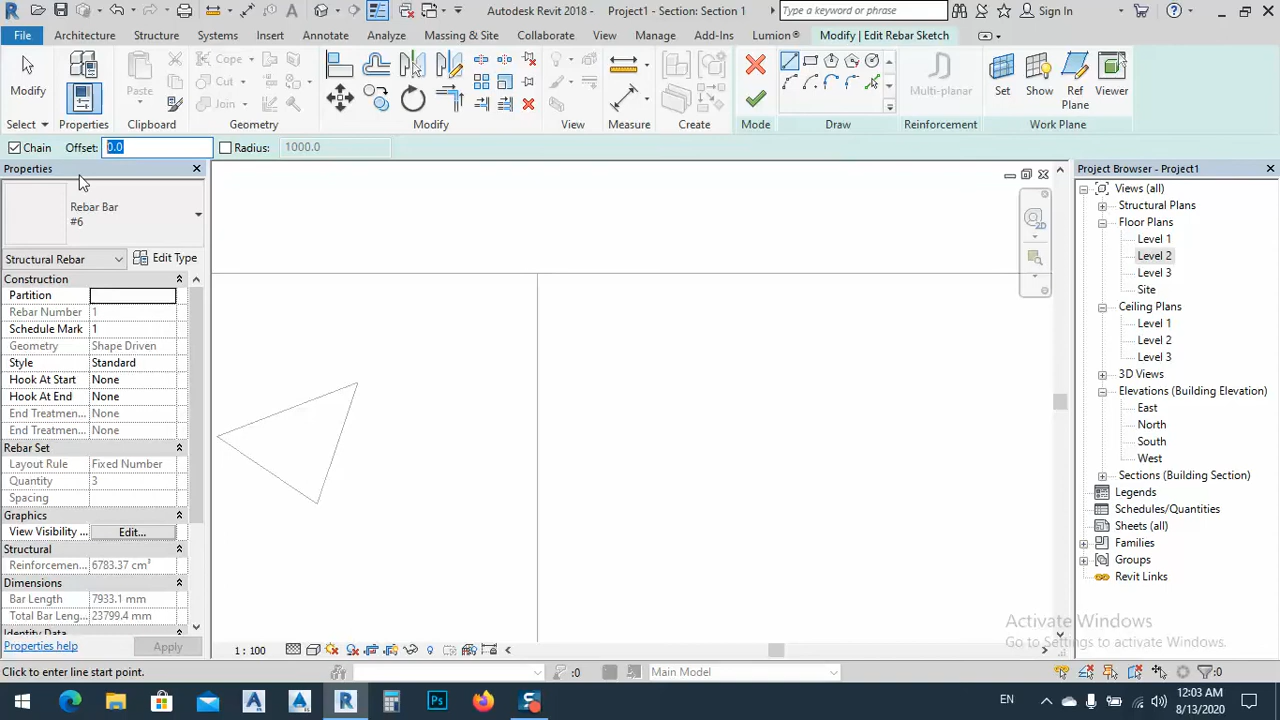 Autodesk Revit 2018 - Project1 - Section: Section 1
Type a keyword or phrase
Sign In
File Architecture Structure Systems Insert Annotate Analyze Massing & Site Collaborate View Manage Add-Ins Lumion® Modify | Edit Rebar Sketch
Modify
Paste
Cope
Cut
Join
Multi-planar
Set Show Ref Plane Viewer
Select Properties Clipboard Geometry Modify View Measure Create Mode Draw Reinforcement Work Plane
Chain Offset: 0.0 Radius: 1000.0
Properties
Rebar Bar
#6
Structural Rebar Edit Type
Construction
Partition
Rebar Number 1
Schedule Mark 1
Geometry Shape Driven
Style Standard
Hook At Start None
Hook At End None
End Treatmen... None
End Treatmen... None
Rebar Set
Layout Rule Fixed Number
Quantity 3
Spacing
Graphics
View Visibility ... Edit...
Structural
Reinforcemen... 6783.37 cm³
Dimensions
Bar Length 7933.1 mm
Total Bar Leng... 23799.4 mm
Identity Data
Properties help Apply
2D
Project Browser - Project1
Views (all)
Structural Plans
Floor Plans
Level 1
Level 2
Level 3
Site
Ceiling Plans
Level 1
Level 2
Level 3
3D Views
Elevations (Building Elevation)
East
North
South
West
Sections (Building Section)
Legends
Schedules/Quantities
Sheets (all)
Families
Groups
Revit Links
Activate Windows
Go to Settings to activate Windows.
1 : 100
Click to enter line start point.
:0
Main Model
:0
EN
12:03 AM
8/13/2020